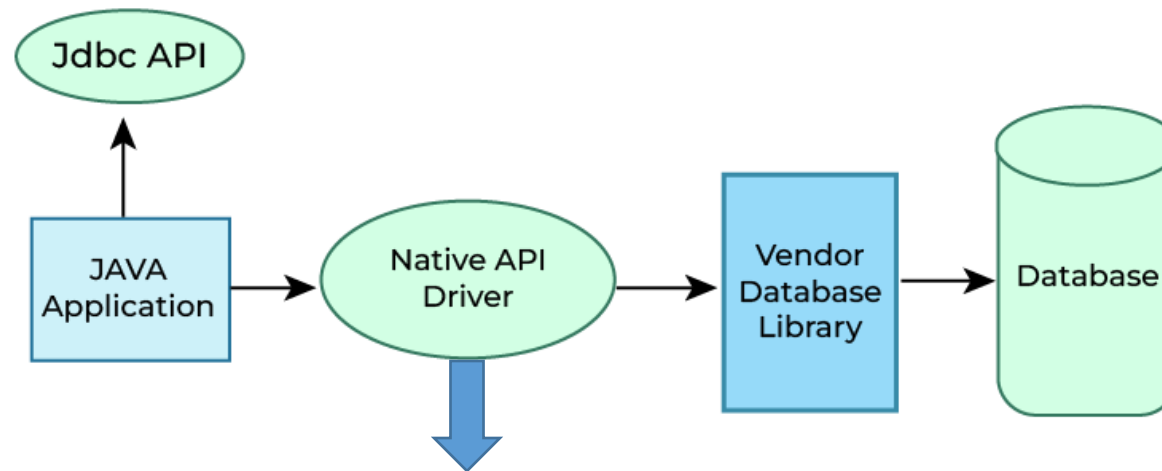 Jdbc API
JAVA
Application
Native API
Driver
Vendor
Database
Library
Database